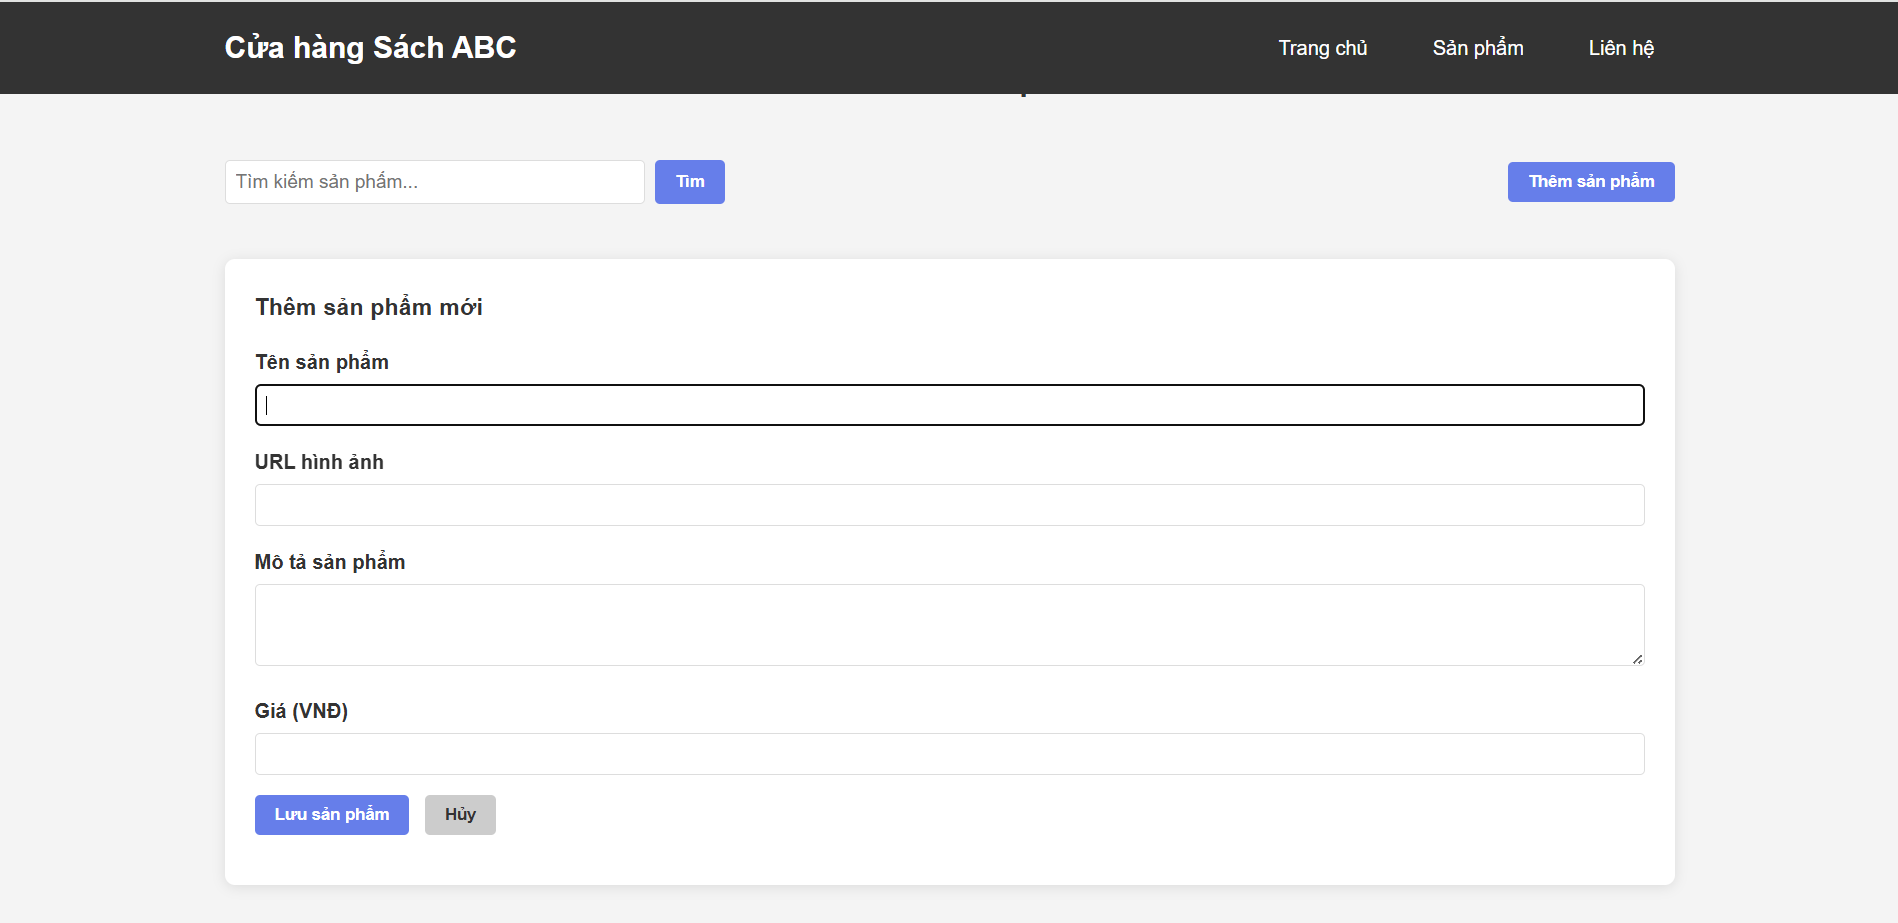 Cửa hàng Sách ABC
Trang chủ
Sản phẩm
Liên hệ
Tìm kiếm sản phẩm...
Tìm
Thêm sản phẩm
Thêm sản phẩm mới
Tên sản phẩm
URL hình ảnh
Mô tả sản phẩm
Giá (VNĐ)
Lưu sản phẩm
Hủy